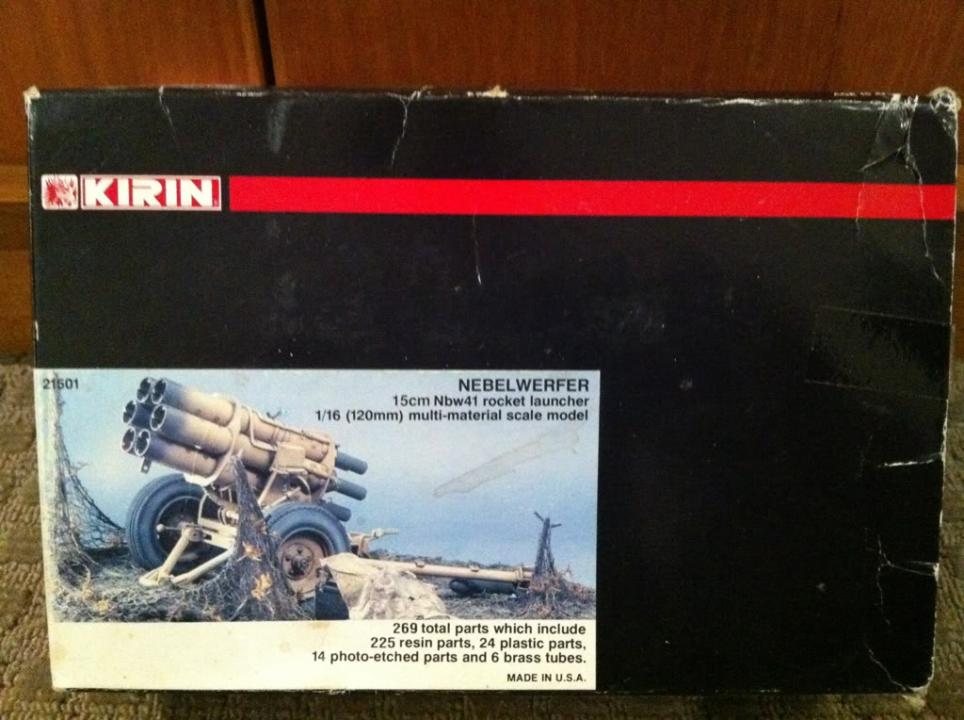 KIRIN
21501
NEBELWERFER
15cm Nbw41 rocket launcher
1/16 (120mm) multi-material scale model
269 total parts which include
225 resin parts, 24 plastic parts,
14 photo-etched parts and 6 brass tubes.
MADE IN U.S.A.